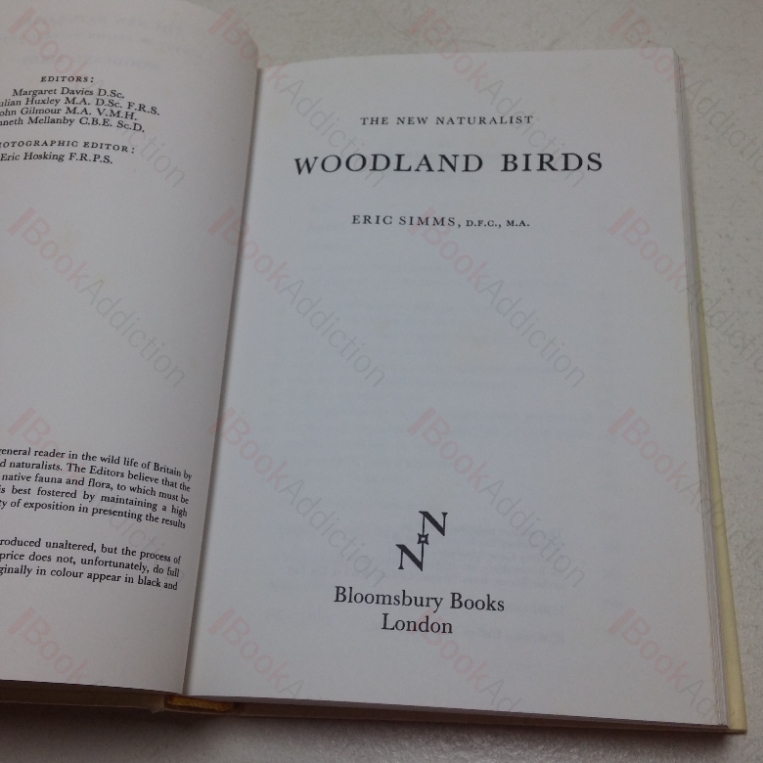 EDITORS:
Margaret Davies D.Sc.
ulian Huxley M.A. D.Sc. F.R.S.
ohn Gilmour M.A. V.M.H.
nneth Mellanby C.B.E. Sc.D.
OTOGRAPHIC EDITOR:
Eric Hosking F.R.P.S.
eneral reader in the wild life of Britain by
d naturalists. The Editors believe that the
native fauna and flora, to which must be
is best fostered by maintaining a high
ty of exposition in presenting the results
roduced unaltered, but the process of
price does not, unfortunately, do full
ginally in colour appear in black and
THE NEW NATURALIST
WOODLAND BIRDS
ERIC SIMMS, D.F.C., M.A.
N
N
Bloomsbury Books
London
BookAddiction